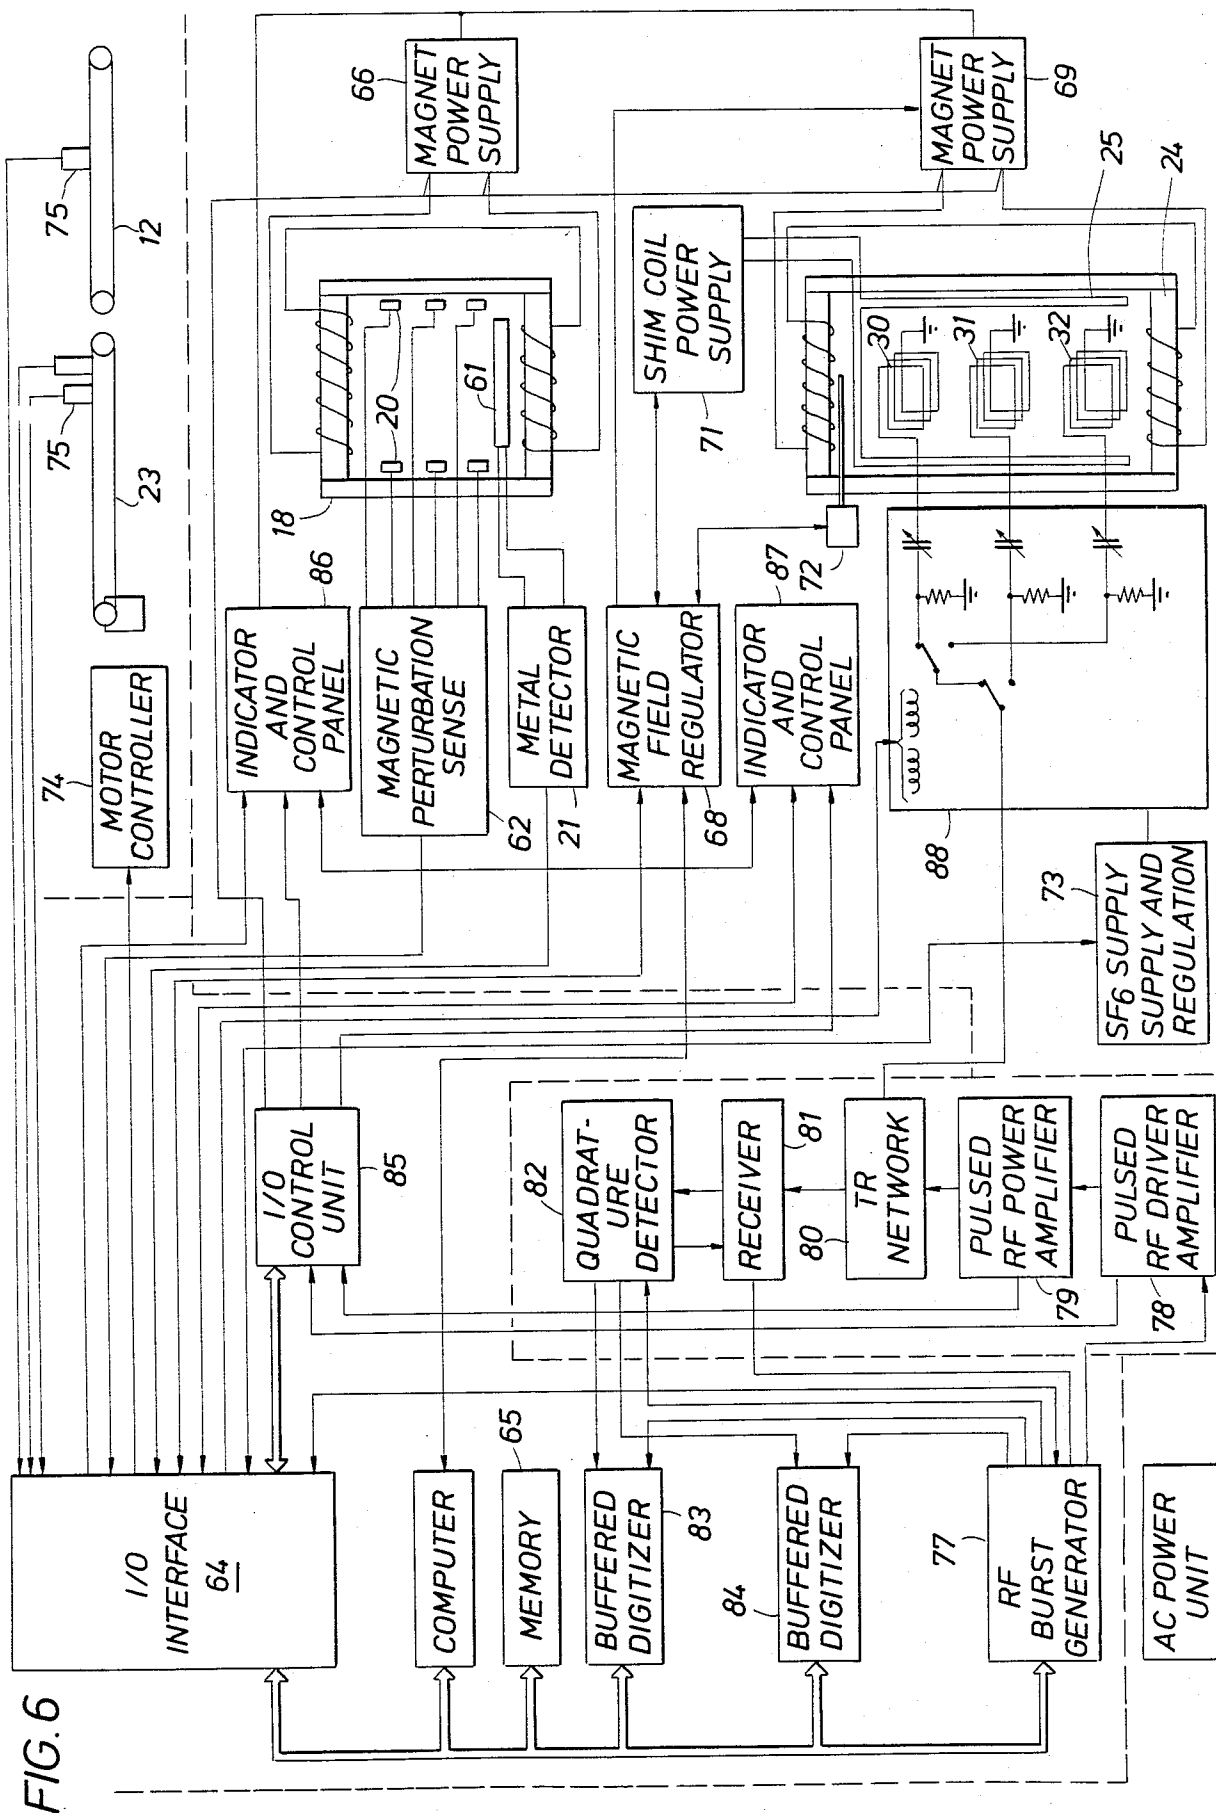 FIG. 6
I/O
INTERFACE
64
COMPUTER
MEMORY
65
BUFFERED
DIGITIZER
83
BUFFERED
DIGITIZER
84
RF
BURST
GENERATOR
77
AC POWER
UNIT
I/O
CONTROL
UNIT
85
QUADRAT-
URE
DETECTOR
82
RECEIVER
81
TR
NETWORK
80
PULSED
RF POWER
AMPLIFIER
79
PULSED
RF DRIVER
AMPLIFIER
78
MOTOR
CONTROLLER
74
INDICATOR
AND
CONTROL
PANEL
86
MAGNETIC
PERTURBATION
SENSE
62
METAL
DETECTOR
21
MAGNETIC
FIELD
REGULATOR
68
INDICATOR
AND
CONTROL
PANEL
87
88
SF6 SUPPLY
SUPPLY AND
REGULATION
73
23
75
12
75
18
20
61
SHIM COIL
POWER
SUPPLY
71
72
30
31
32
25
24
MAGNET
POWER
SUPPLY
66
MAGNET
POWER
SUPPLY
69